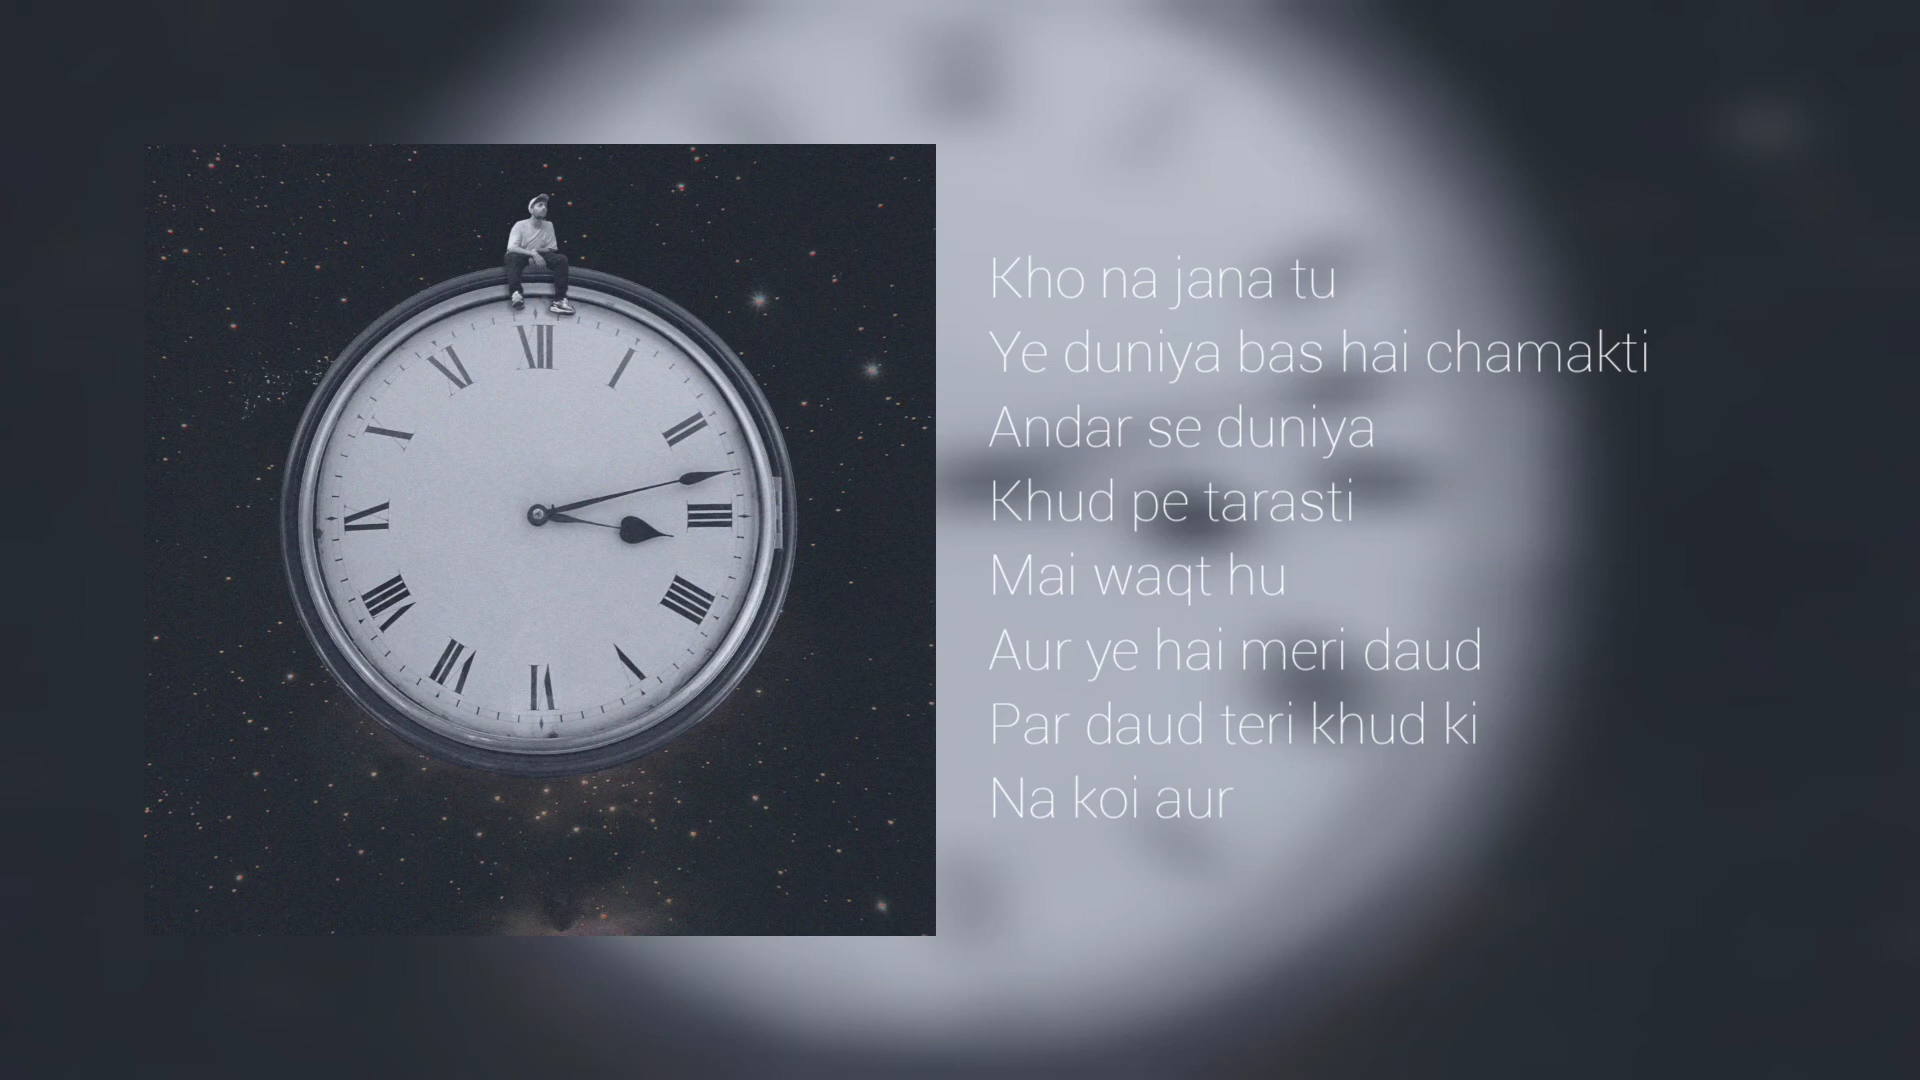 Kho na jana tu
Ye duniya bas hai chamakti
Andar se duniya
Khud pe tarasti
Mai waqt hu
Aur ye hai meri daud
Par daud teri khud ki
Na koi aur